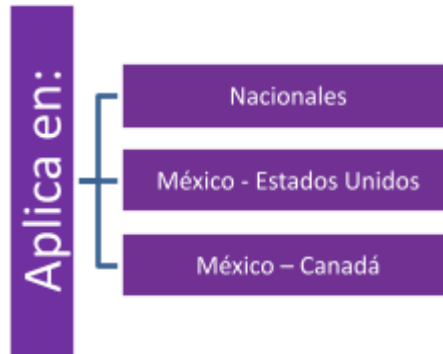 Aplica en:
Nacionales
México - Estados Unidos
México – Canadá